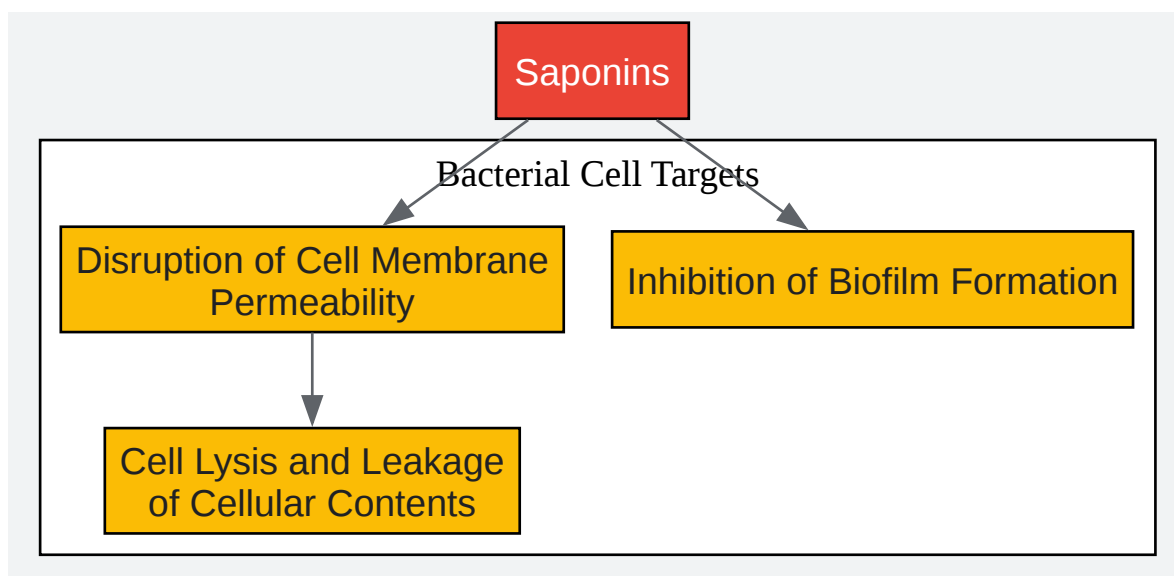 Saponins
Bacterial Cell Targets
Disruption of Cell Membrane
Permeability
Inhibition of Biofilm Formation
Cell Lysis and Leakage
of Cellular Contents